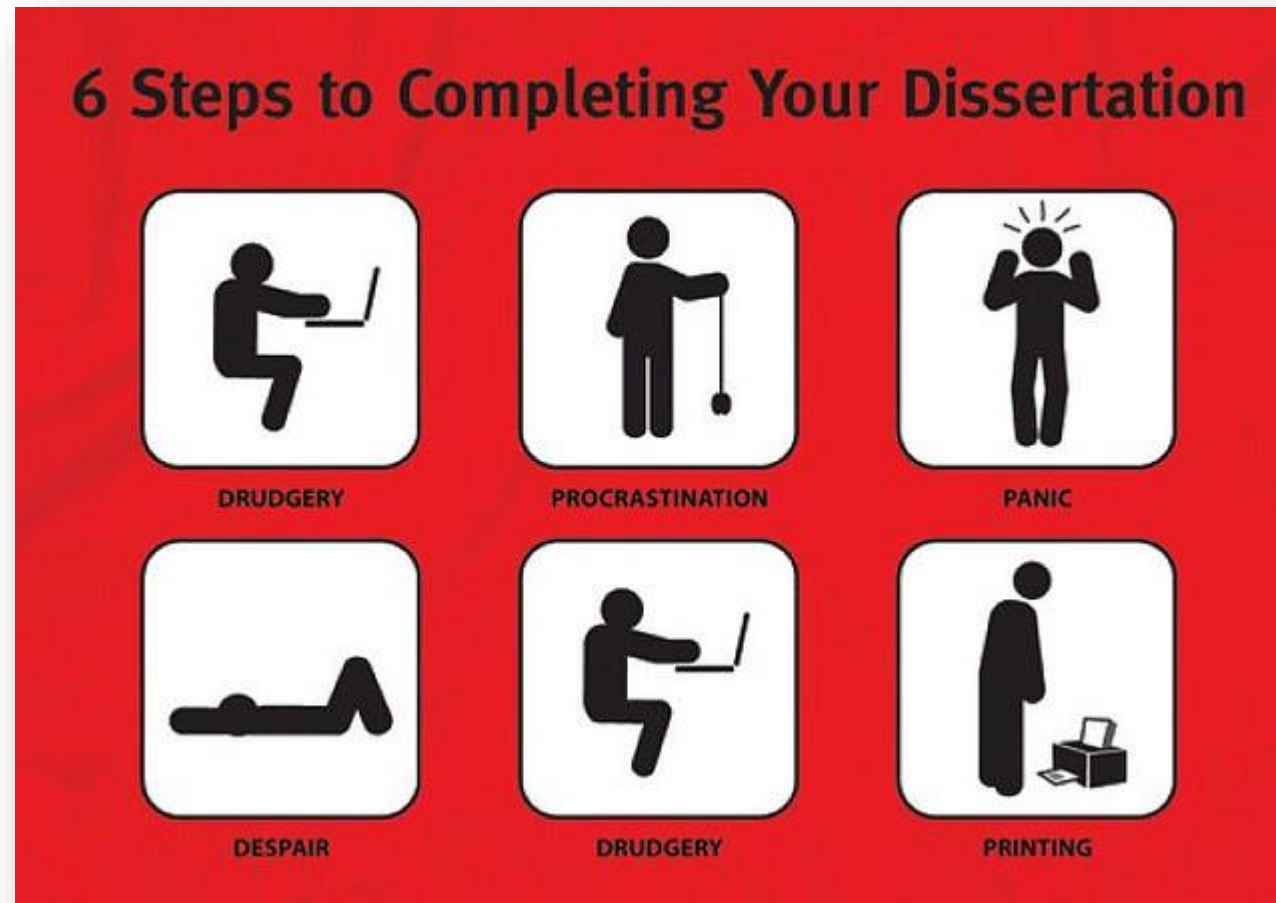 6 Steps to Completing Your Dissertation
DRUDGERY
PROCRASTINATION
PANIC
DESPAIR
DRUDGERY
PRINTING